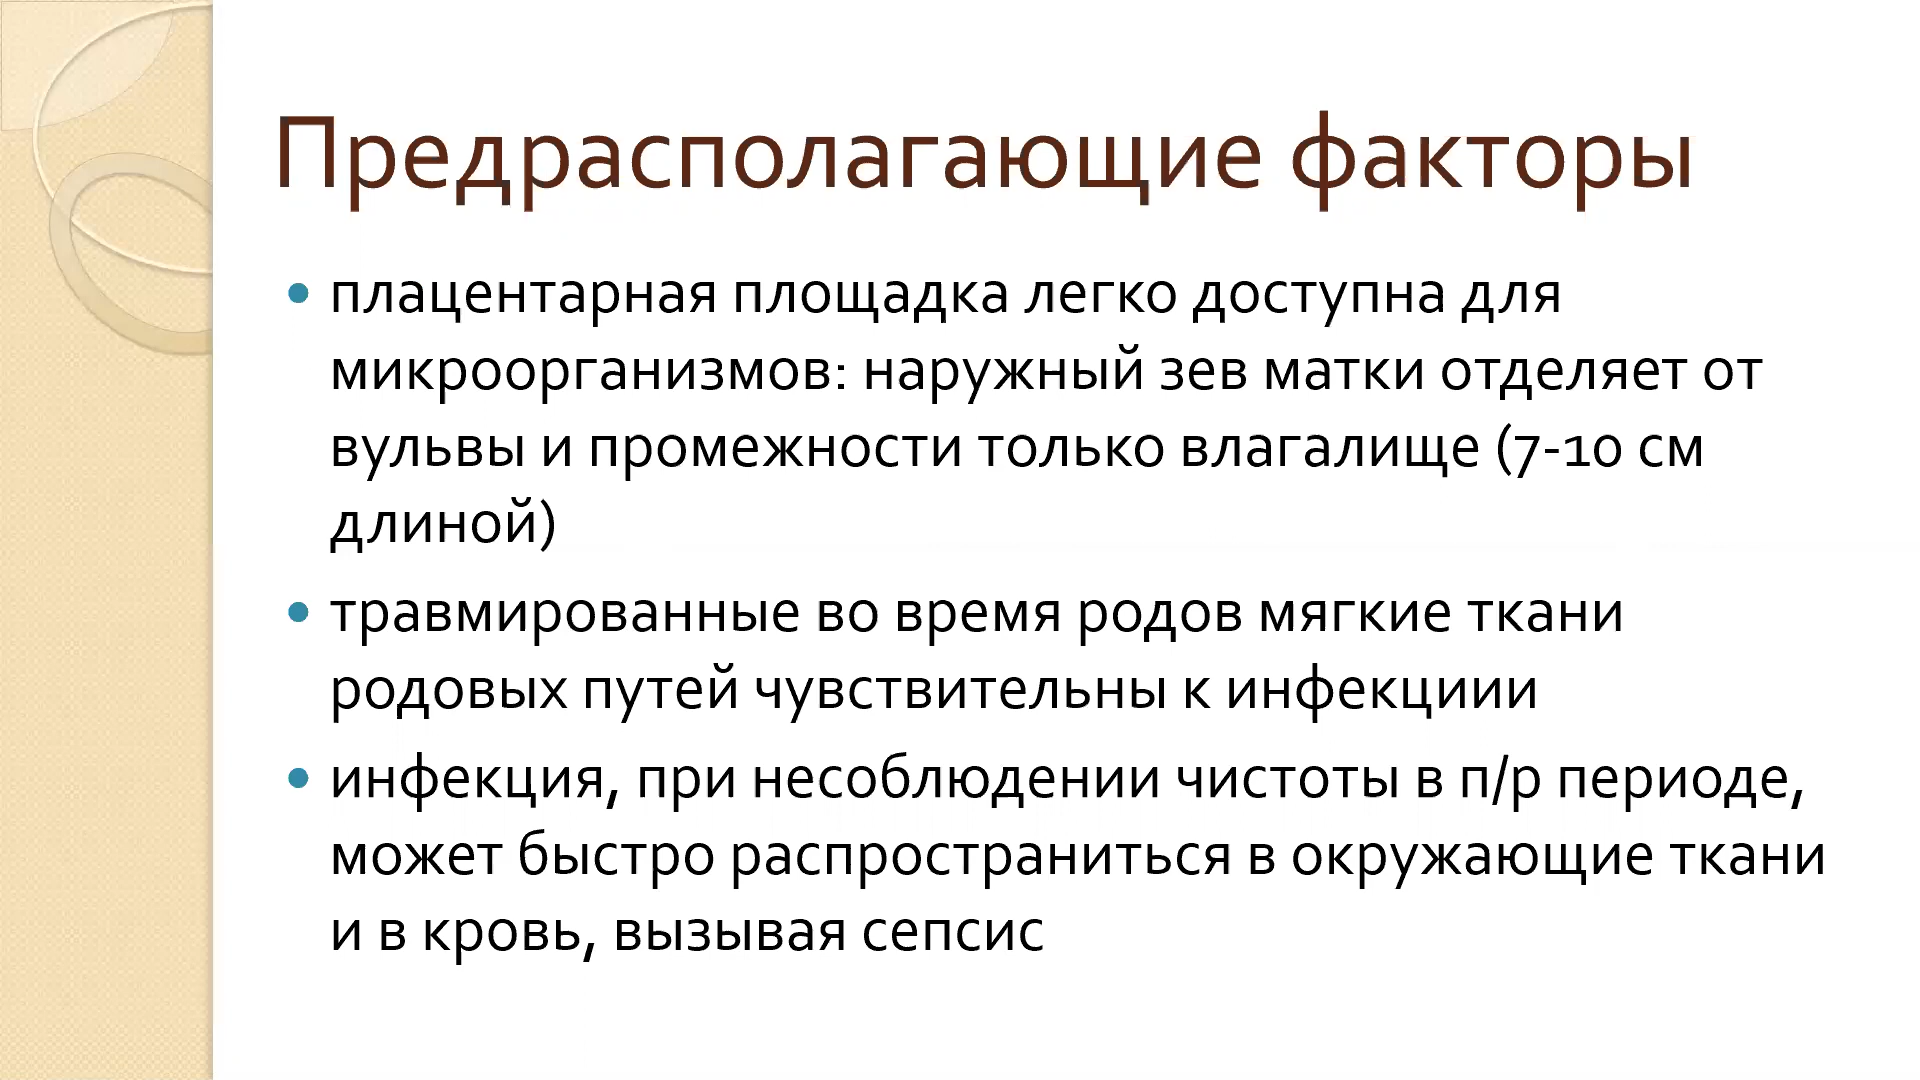 Предрасполагающие факторы
• плацентарная площадка легко доступна для
микроорганизмов: наружный зев матки отделяет от
вульвы и промежности только влагалище (7-10 см
длиной)
• травмированные во время родов мягкие ткани
родовых путей чувствительны к инфекциии
• инфекция, при несоблюдении чистоты в п/р периоде,
может быстро распространиться в окружающие ткани
и в кровь, вызывая сепсис